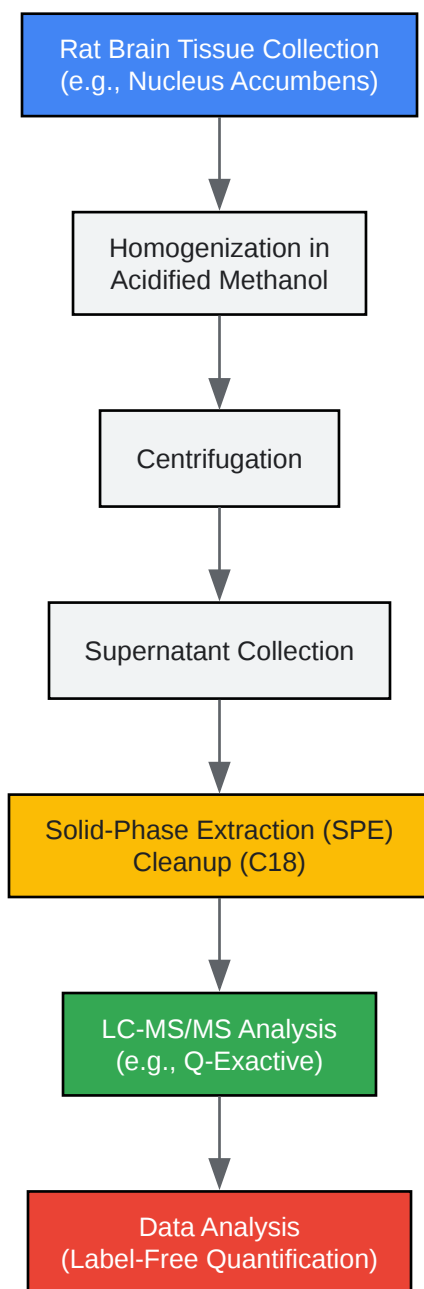 Rat Brain Tissue Collection
(e.g., Nucleus Accumbens)
Homogenization in
Acidified Methanol
Centrifugation
Supernatant Collection
Solid-Phase Extraction (SPE)
Cleanup (C18)
LC-MS/MS Analysis
(e.g., Q-Exactive)
Data Analysis
(Label-Free Quantification)